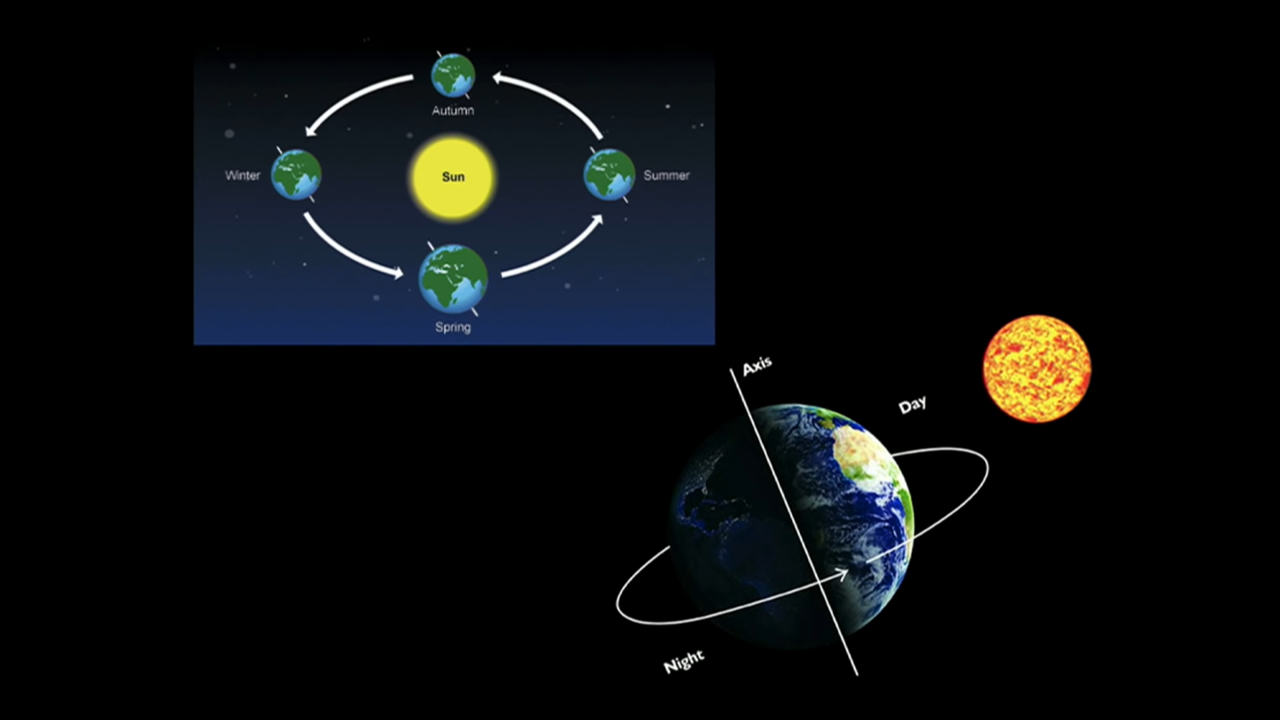 Autumn
Winter
Sun
Summer
Spring
Axis
Day
Night